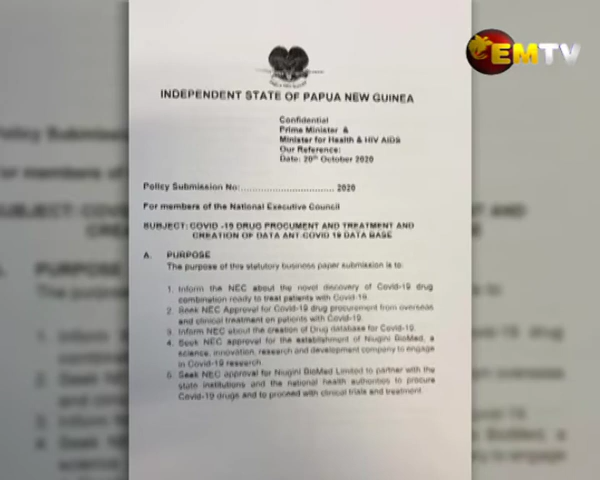 EMTV
INDEPENDENT STATE OF PAPUA NEW GUINEA
Confidential
Prime Minister &
Minister for Health & HIV AIDS
Our Reference:
Date: 20th October 2020
Policy Submission No:................................ 2020
For members of the National Executive Council
SUBJECT: COVID -19 DRUG PROCUMENT AND TREATMENT AND
CREATION OF DATA ANT COVID 19 DATA BASE
A. PURPOSE
The purpose of this statutory business paper submission is to:
1. Inform the NEC about the novel discovery of Covid-19 drug
combination ready to treat patients with Covid-19.
2. Seek NEC Approval for Covid-19 drug procurement from overseas
and clinical treatment on patients with Covid-19.
3. Inform NEC about the creation of Drug database for Covid-19.
4. Seek NEC approval for the establishment of Niugini BioMed, a
science, innovation, research and development company to engage
in Covid-19 research.
5. Seek NEC approval for Niugini BioMed Limited to partner with the
state institutions and the national health authorities to procure
Covid-19 drugs and to proceed with clinical trials and treatment.